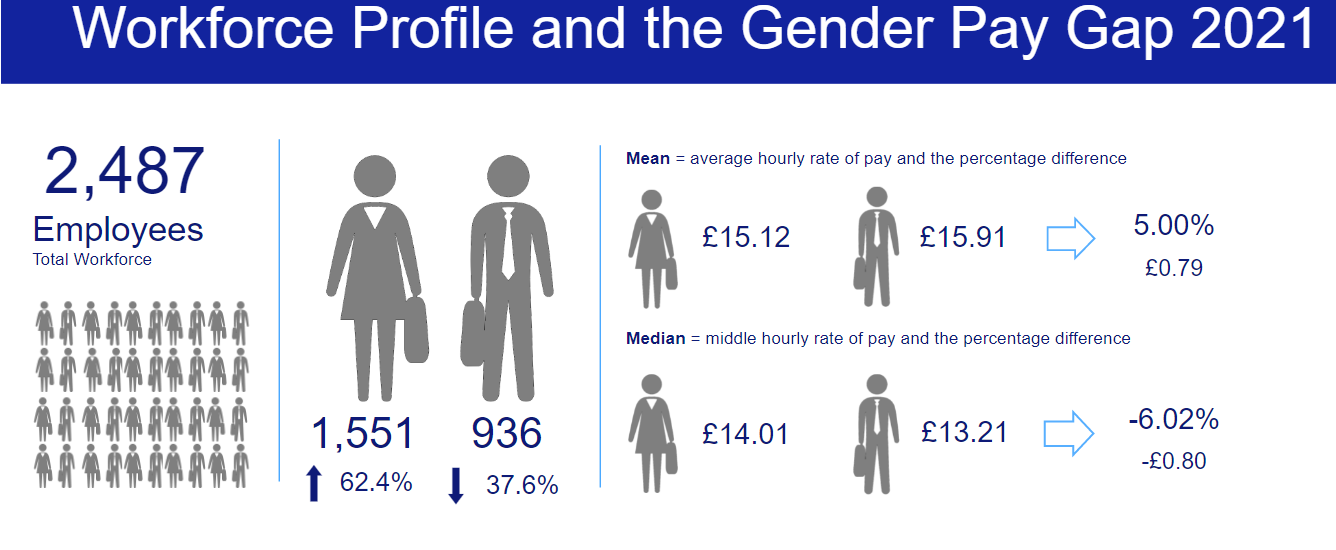 Workforce Profile and the Gender Pay Gap 2021
2,487
Employees
Total Workforce
1,551
936
62.4%
37.6%
Mean = average hourly rate of pay and the percentage difference
£15.12
£15.91
5.00%
£0.79
Median = middle hourly rate of pay and the percentage difference
£14.01
£13.21
-6.02%
-£0.80